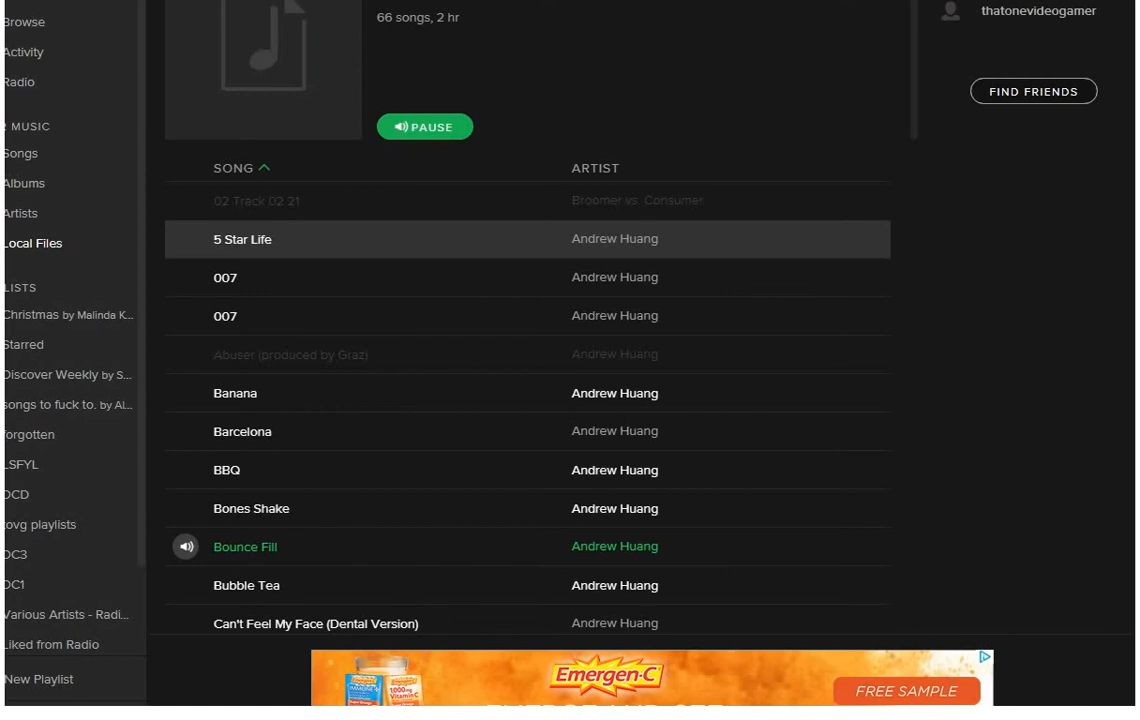 Browse
Activity
Radio
R MUSIC
Songs
Albums
Artists
Local Files
LISTS
Christmas by Malinda K...
Starred
Discover Weekly by S...
songs to fuck to. by Al...
forgotten
LSFYL
OCD
tovg playlists
DC3
DC1
Various Artists - Radi...
Liked from Radio
New Playlist
66 songs, 2 hr
PAUSE
SONG ARTIST
02 Track 02 21 Broomer vs. Consumer
5 Star Life Andrew Huang
007 Andrew Huang
007 Andrew Huang
Abuser (produced by Graz) Andrew Huang
Banana Andrew Huang
Barcelona Andrew Huang
BBQ Andrew Huang
Bones Shake Andrew Huang
Bounce Fill Andrew Huang
Bubble Tea Andrew Huang
Can't Feel My Face (Dental Version) Andrew Huang
thatonevideogamer
FIND FRIENDS
Emergen-C
1000mg
Vitamin C
FREE SAMPLE